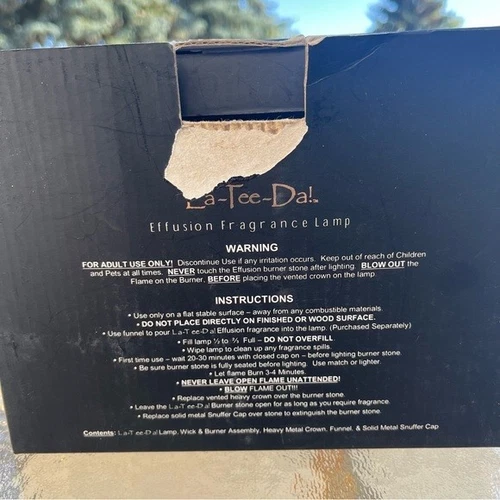 La-Tee-Da!™
Effusion Fragrance Lamp
WARNING
FOR ADULT USE ONLY! Discontinue Use if any irritation occurs. Keep out of reach of Children
and Pets at all times. NEVER touch the Effusion burner stone after lighting. BLOW OUT the
Flame on the Burner. BEFORE placing the vented crown on the lamp.
INSTRUCTIONS
• Use only on a flat stable surface – away from any combustible materials.
• DO NOT PLACE DIRECTLY ON FINISHED OR WOOD SURFACE.
• Use funnel to pour La-Tee-Da! Effusion fragrance into the lamp. (Purchased Separately)
• Fill lamp ½ to ⅔ Full – DO NOT OVERFILL
• Wipe lamp to clean up any fragrance spills.
• First time use – wait 20-30 minutes with closed cap on – before lighting burner stone.
• Be sure burner stone is fully seated before lighting. Use match or lighter.
• Let flame Burn 3-4 Minutes.
• NEVER LEAVE OPEN FLAME UNATTENDED!
• BLOW FLAME OUT!!!
• Replace vented heavy crown over the burner stone.
• Leave the La-Tee-Da! Burner stone open for as long as you require fragrance.
• Replace solid metal Snuffer Cap over stone to extinguish the burner stone.
Contents: La-Tee-Da! Lamp, Wick & Burner Assembly, Heavy Metal Crown, Funnel, & Solid Metal Snuffer Cap